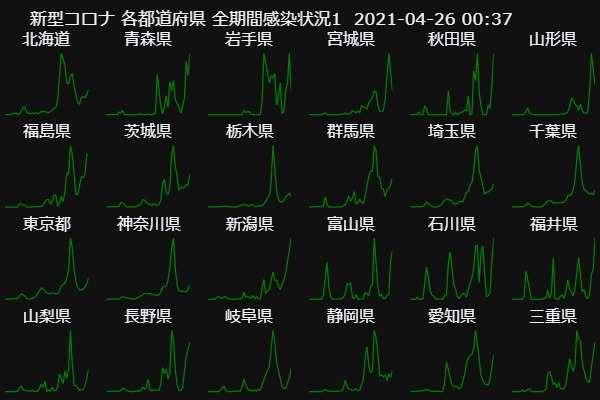 新型コロナ 各都道府県 全期間感染状況1 2021-04-26 00:37
北海道 青森県 岩手県 宮城県 秋田県 山形県
福島県 茨城県 栃木県 群馬県 埼玉県 千葉県
東京都 神奈川県 新潟県 富山県 石川県 福井県
山梨県 長野県 岐阜県 静岡県 愛知県 三重県